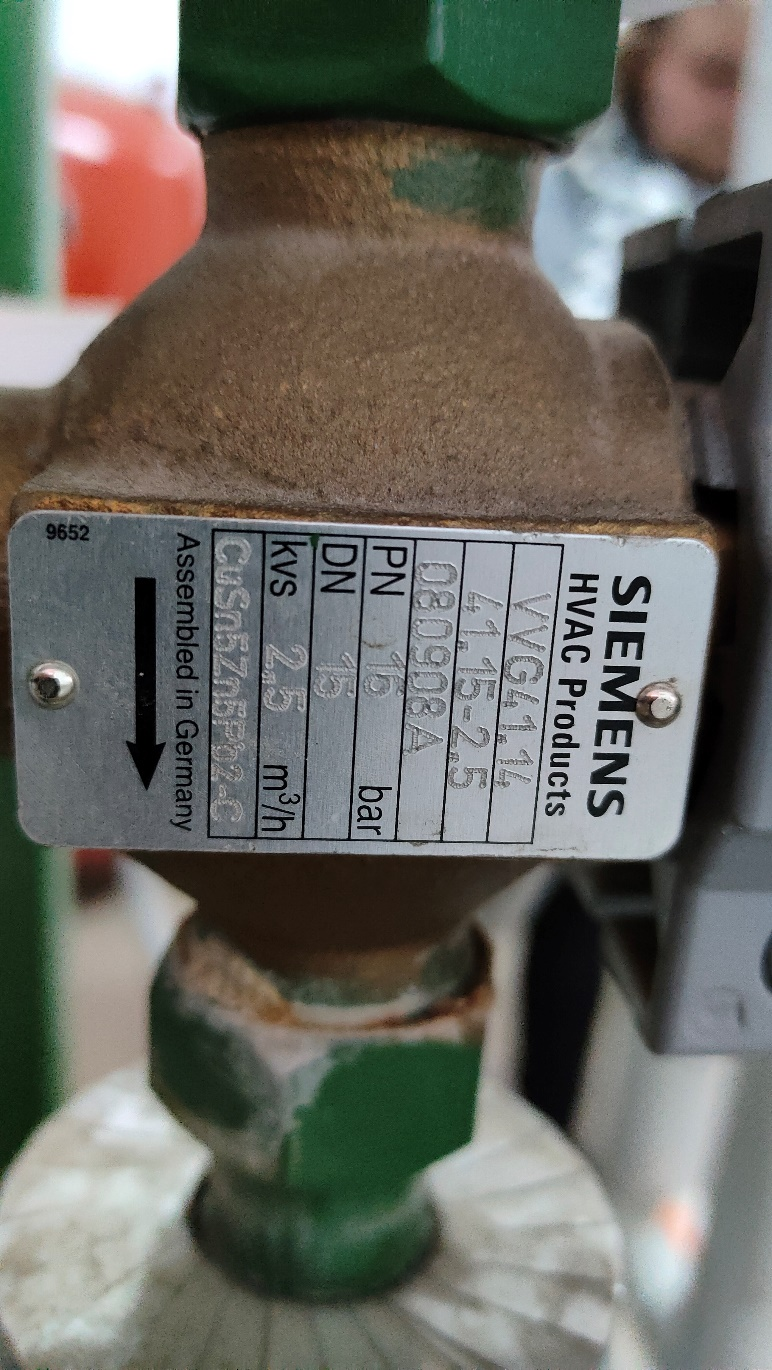 SIEMENS
HVAC Products
VVG41.14
41.15-2.5
080908A
PN 16 bar
DN 15
kvs 2,5 m³/h
CuSn5Zn5Pb2-C
Assembled in Germany
9652